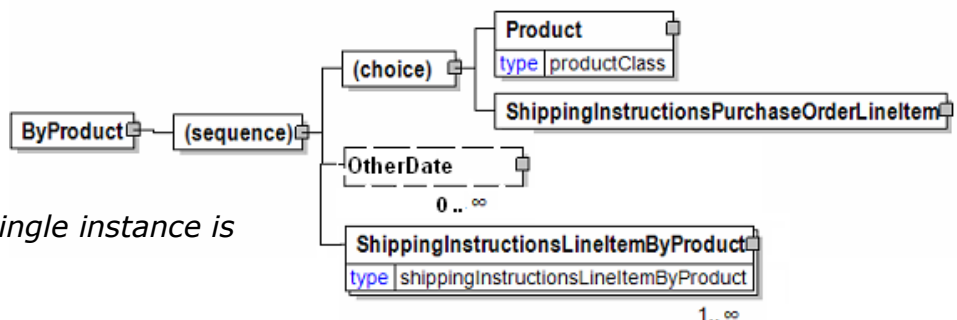 Product
type productClass
(choice)
ShippingInstructionsPurchaseOrderLineItem
ByProduct
(sequence)
OtherDate
0 .. ∞
ingle instance is
ShippingInstructionsLineItemByProduct
type shippingInstructionsLineItemByProduct
1.. ∞